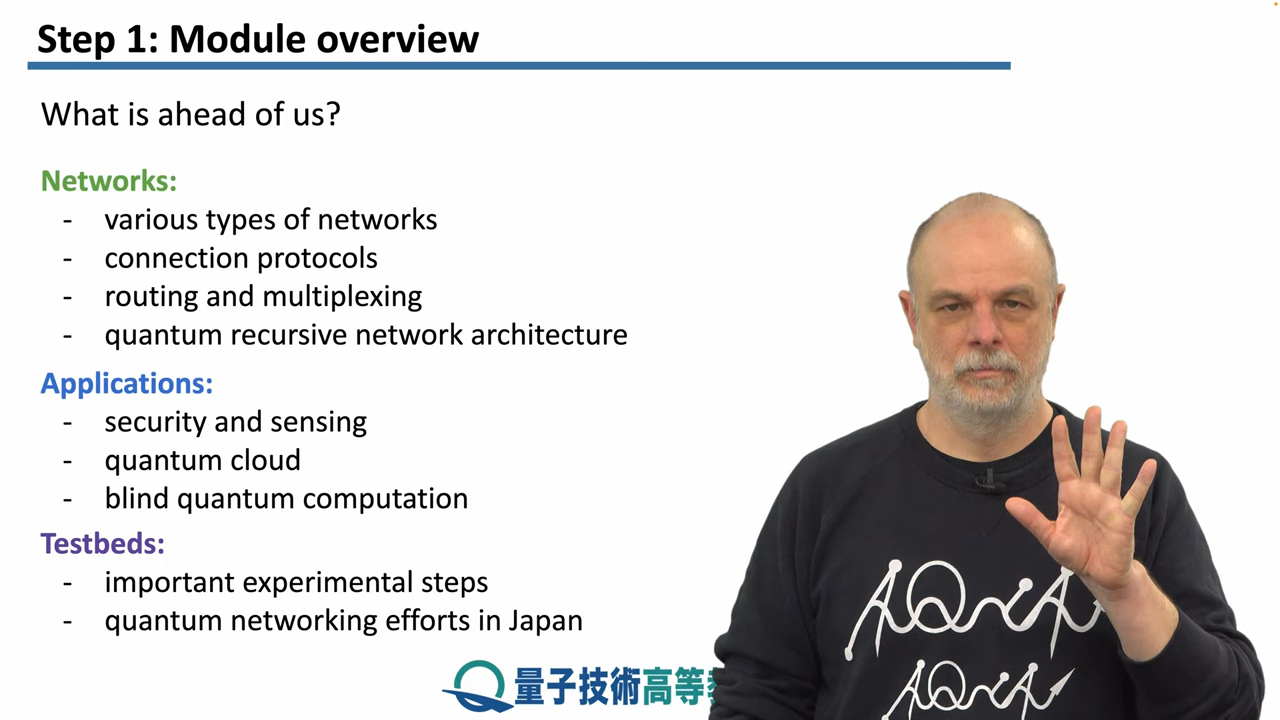 Step 1: Module overview
What is ahead of us?
Networks:
- various types of networks
- connection protocols
- routing and multiplexing
- quantum recursive network architecture
Applications:
- security and sensing
- quantum cloud
- blind quantum computation
Testbeds:
- important experimental steps
- quantum networking efforts in Japan
量子技術高等